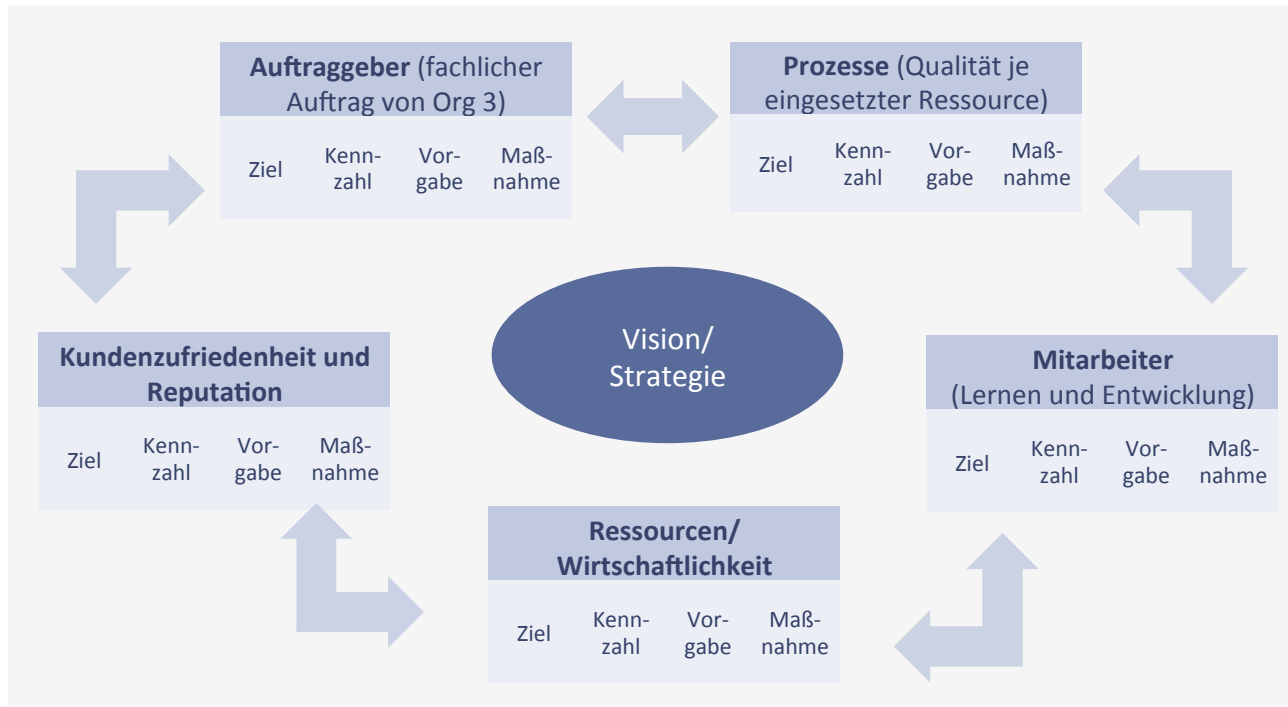 Auftraggeber (fachlicher
Auftrag von Org 3)
Ziel
Kenn-
zahl
Vor-
gabe
Maß-
nahme
Prozesse (Qualität je
eingesetzter Ressource)
Ziel
Kenn-
zahl
Vor-
gabe
Maß-
nahme
Kundenzufriedenheit und
Reputation
Ziel
Kenn-
zahl
Vor-
gabe
Maß-
nahme
Vision/
Strategie
Mitarbeiter
(Lernen und Entwicklung)
Ziel
Kenn-
zahl
Vor-
gabe
Maß-
nahme
Ressourcen/
Wirtschaftlichkeit
Ziel
Kenn-
zahl
Vor-
gabe
Maß-
nahme